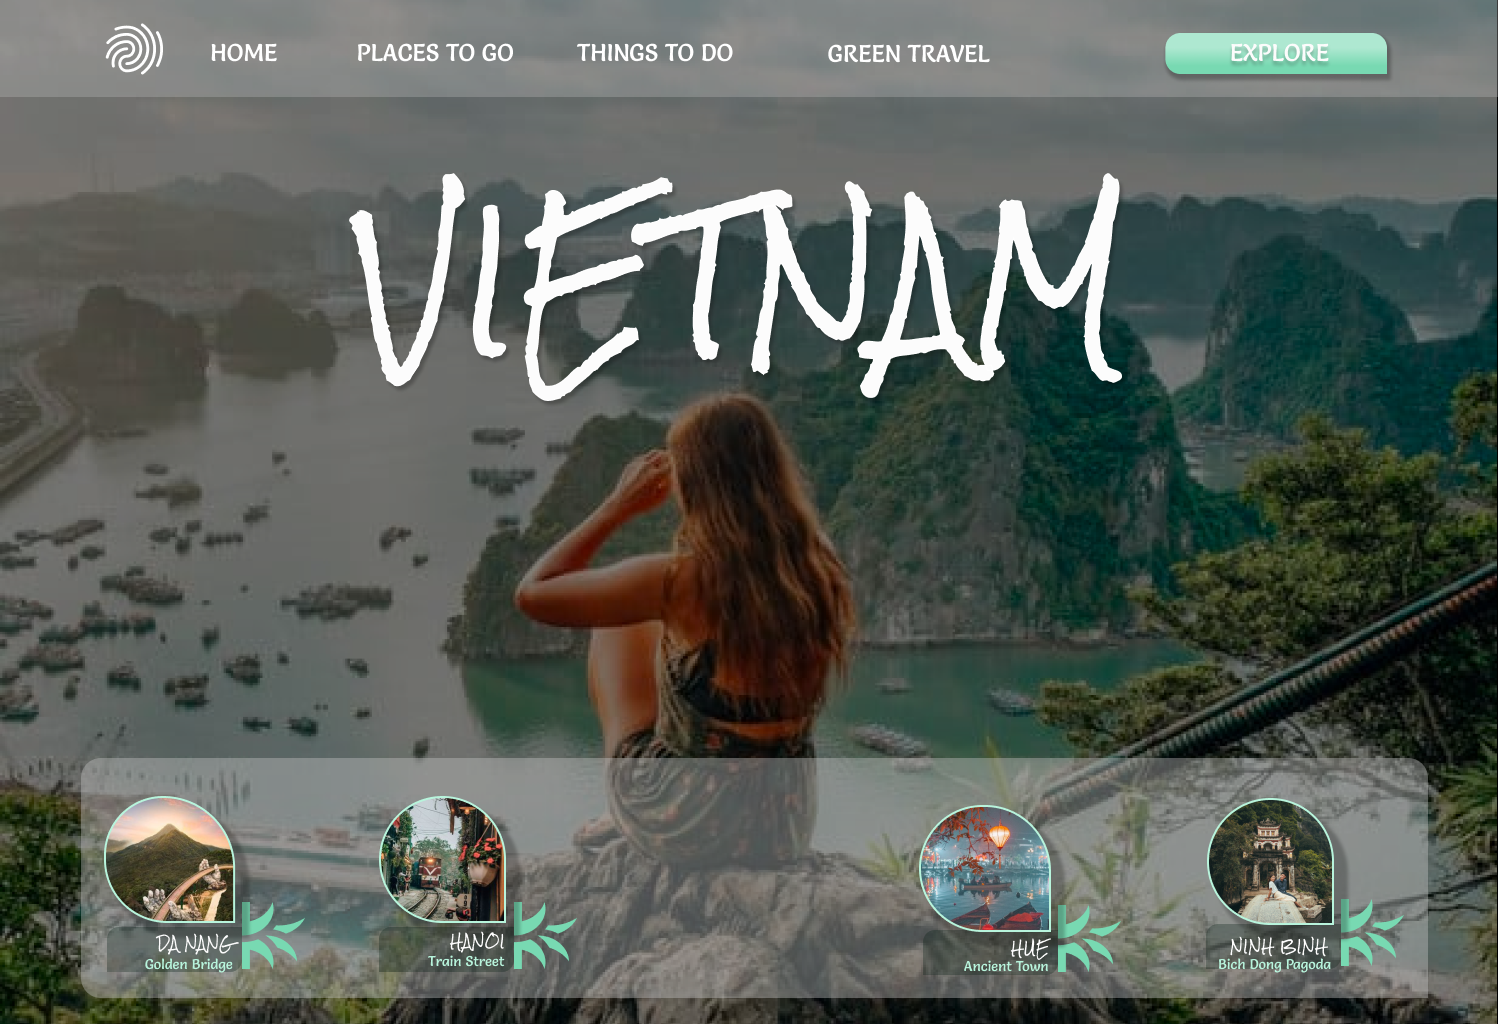 HOME
PLACES TO GO
THINGS TO DO
GREEN TRAVEL
EXPLORE
VIETNAM
DA NANG
Golden Bridge
HANOI
Train Street
HUE
Ancient Town
NINH BINH
Bich Dong Pagoda